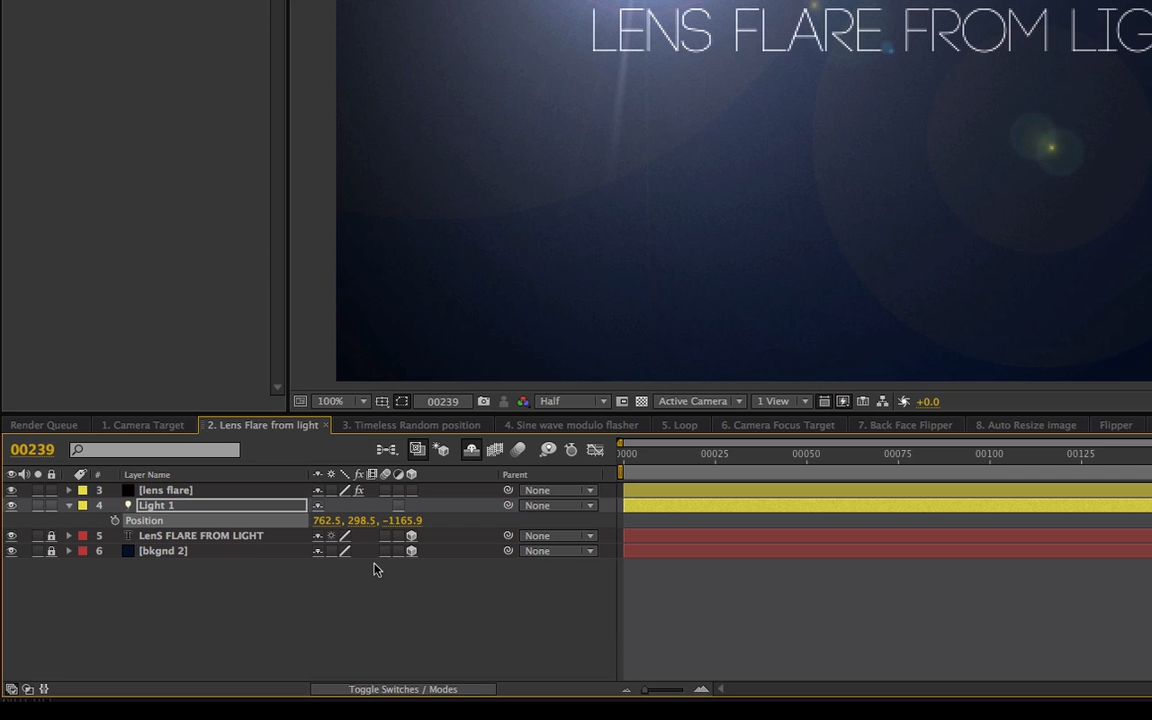 LENS FLARE FROM LIG
100%
00239
Half
Active Camera
1 View
+0.0
Render Queue
1. Camera Target
2. Lens Flare from light ×
3. Timeless Random position
4. Sine wave modulo flasher
5. Loop
6. Camera Focus Target
7. Back Face Flipper
8. Auto Resize Image
Flipper
00239
0000 00025 00050 00075 00100 00125
# Layer Name fx Parent
3 [lens flare] fx None
4 Light 1 None
Position 762.5, 298.5, -1165.9
5 T LenS FLARE FROM LIGHT None
6 [bkgnd 2] None
Toggle Switches / Modes